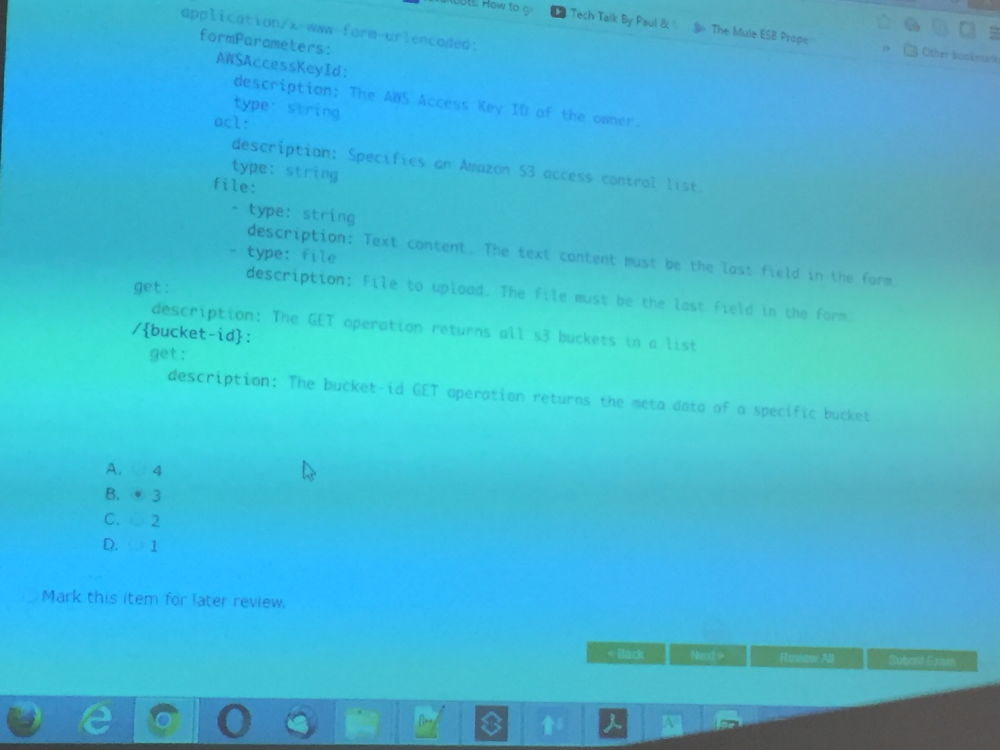 How to g
Tech Talk By Paul &
The Mule ESB Prope
Other bookmark
application/x-www-form-urlencoded:
formParameters:
AWSAccessKeyId:
description: The AWS Access Key ID of the owner.
type: string
acl:
description: Specifies an Amazon S3 access control list.
type: string
file:
- type: string
description: Text content. The text content must be the last field in the form.
- type: file
description: File to upload. The file must be the last field in the form.
get:
description: The GET operation returns all s3 buckets in a list
/{bucket-id}:
get:
description: The bucket-id GET operation returns the meta data of a specific bucket
A. 4
B. 3
C. 2
D. 1
Mark this item for later review.
< Back
Next >
Review All
Submit Exam